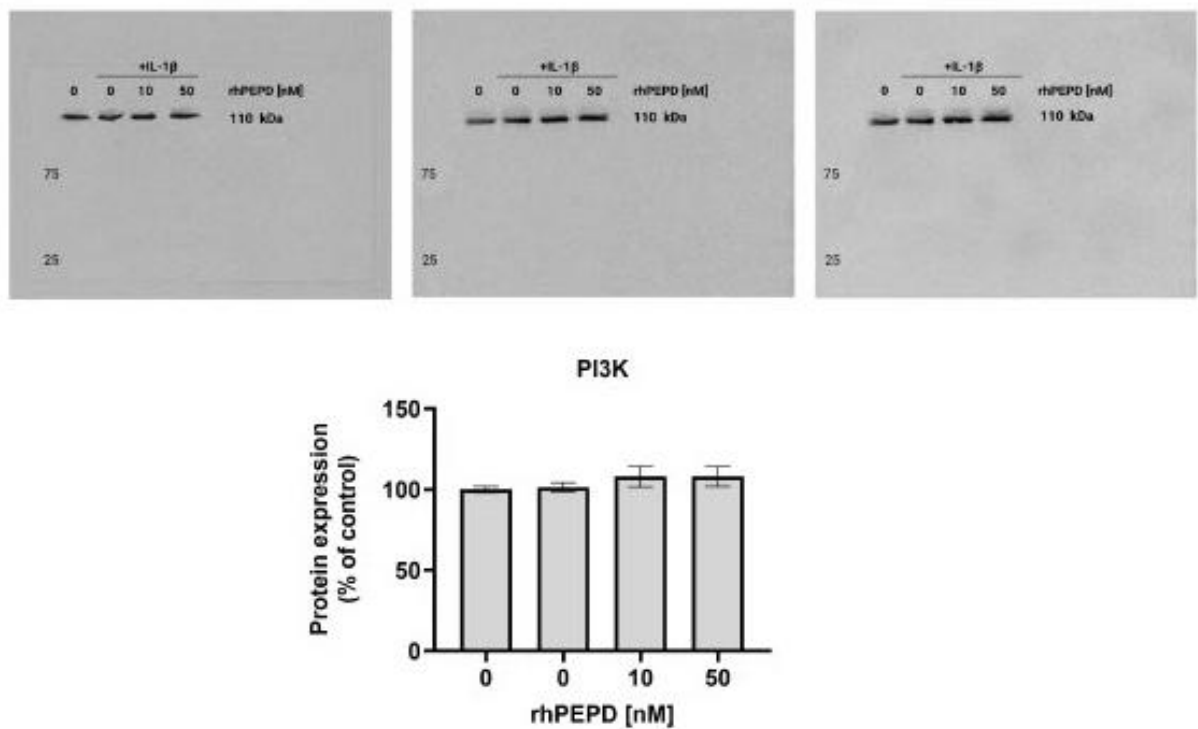 +IL-1β
0 0 10 50 rhPEPD [nM]
110 kDa
75
25
+IL-1β
0 0 10 50 rhPEPD [nM]
110 kDa
75
25
+IL-1β
0 0 10 50 rhPEPD [nM]
110 kDa
75
25
PI3K
Protein expression
(% of control)
150
100
50
0
0 0 10 50
rhPEPD [nM]